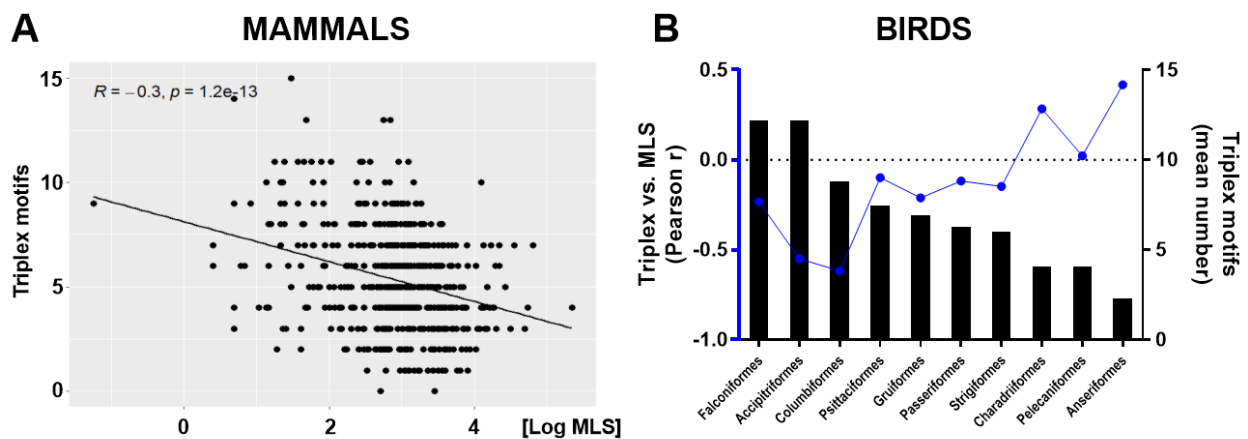 A
MAMMALS
R = −0.3, p = 1.2e-13
Triplex motifs
15
10
5
0
0
2
4
[Log MLS]
B
BIRDS
Triplex vs. MLS
(Pearson r)
0.5
0.0
-0.5
-1.0
15
10
5
0
Triplex motifs
(mean number)
Falconiformes
Accipitriformes
Columbiformes
Psittaciformes
Gruiformes
Passeriformes
Strigiformes
Charadriiformes
Pelecaniformes
Anseriformes